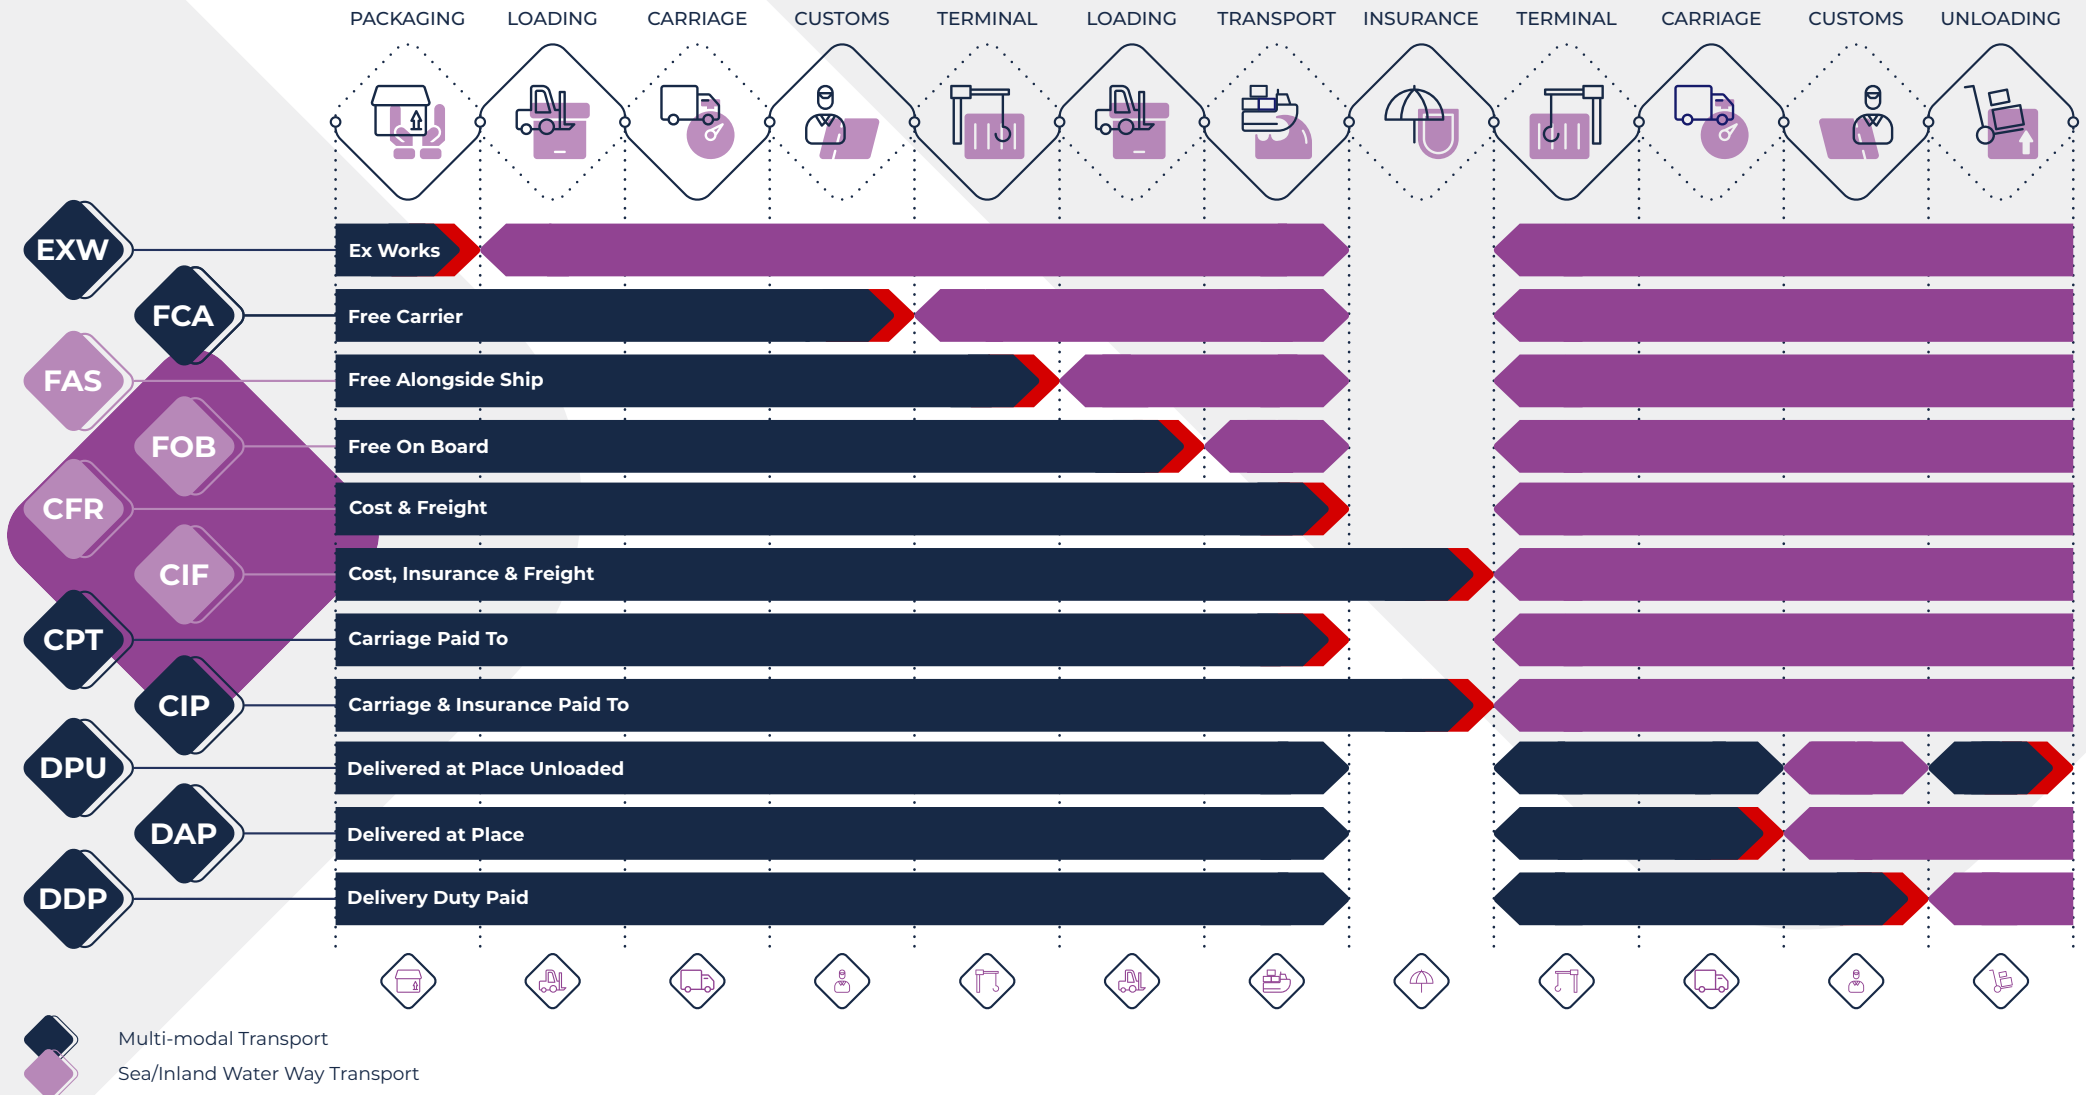 PACKAGING LOADING CARRIAGE CUSTOMS TERMINAL LOADING TRANSPORT INSURANCE TERMINAL CARRIAGE CUSTOMS UNLOADING
EXW Ex Works
FCA Free Carrier
FAS Free Alongside Ship
FOB Free On Board
CFR Cost & Freight
CIF Cost, Insurance & Freight
CPT Carriage Paid To
CIP Carriage & Insurance Paid To
DPU Delivered at Place Unloaded
DAP Delivered at Place
DDP Delivery Duty Paid
Multi-modal Transport
Sea/Inland Water Way Transport